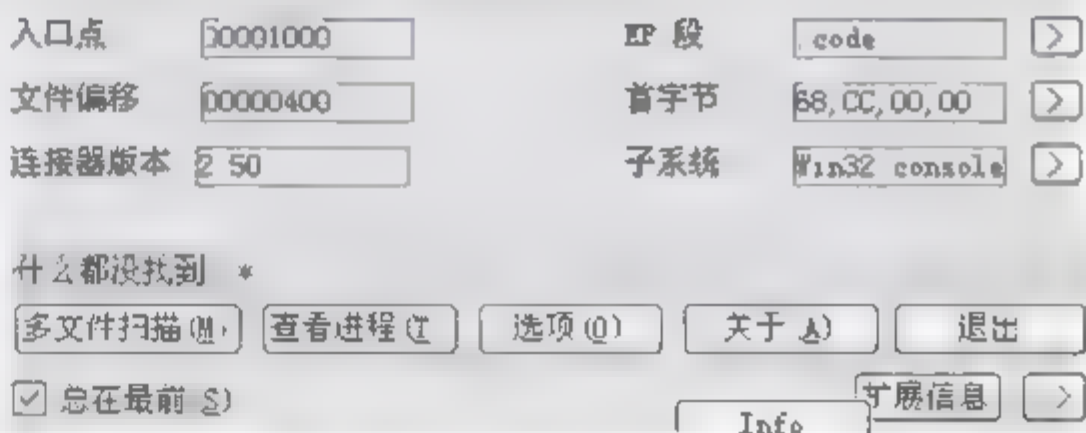 入口点 00001000 EP 段 .code >
文件偏移 00000400 首字节 68,CC,00,00 >
连接器版本 2.50 子系统 Win32 console >
什么都没找到 *
多文件扫描(M) 查看进程(T 选项(O) 关于 A) 退出
总在最前 S) 扩展信息 >
Info